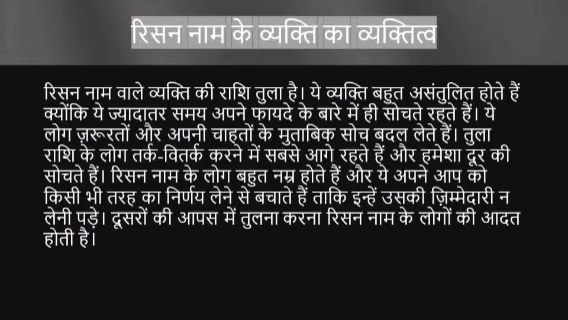 रिसन नाम के व्यक्ति का व्यक्तित्व
रिसन नाम वाले व्यक्ति की राशि तुला है। ये व्यक्ति बहुत असंतुलित होते हैं
क्योंकि ये ज्यादातर समय अपने फायदे के बारे में ही सोचते रहते हैं। ये
लोग ज़रूरतों और अपनी चाहतों के मुताबिक सोच बदल लेते हैं। तुला
राशि के लोग तर्क-वितर्क करने में सबसे आगे रहते हैं और हमेशा दूर की
सोचते हैं। रिसन नाम के लोग बहुत नम्र होते हैं और ये अपने आप को
किसी भी तरह का निर्णय लेने से बचाते हैं ताकि इन्हें उसकी ज़िम्मेदारी न
लेनी पड़े। दूसरों की आपस में तुलना करना रिसन नाम के लोगों की आदत
होती है।